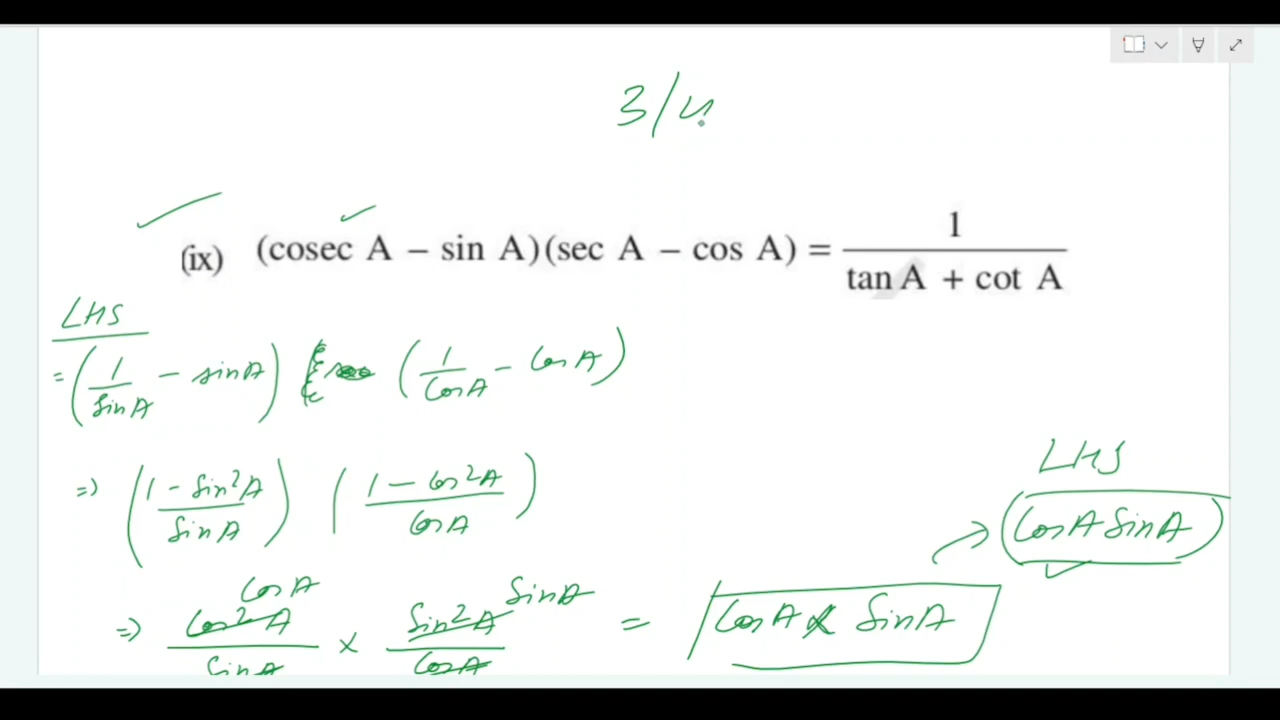 3/4
(ix) (cosec A – sin A)(sec A – cos A) = 1 / (tan A + cot A)
LHS
= (1/SinA - sinA) (1/CosA - CosA)
=) (1 - Sin²A / SinA) (1 - Cos²A / CosA)
LHS
CosA SinA
CosA SinA
=) Cos²A / SinA × Sin²A / CosA = CosA × SinA